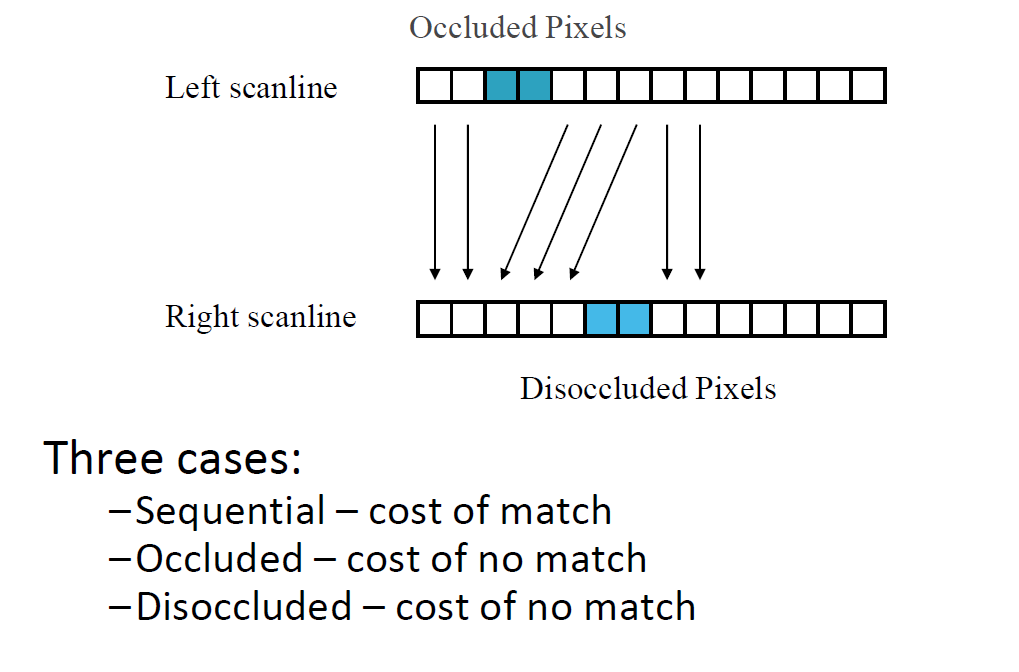 Occluded Pixels
Left scanline
Right scanline
Disoccluded Pixels
Three cases:
–Sequential – cost of match
–Occluded – cost of no match
–Disoccluded – cost of no match